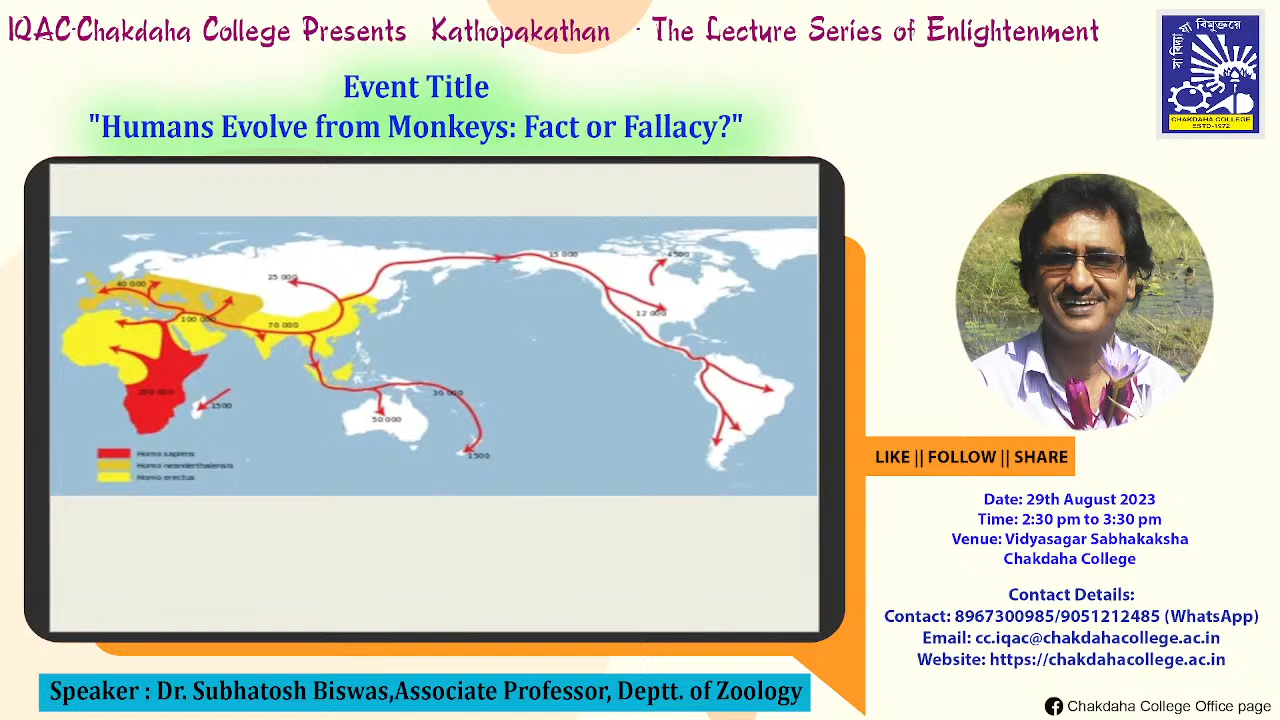 IQAC-Chakdaha College Presents Kathopakathan - The Lecture Series of Enlightenment
সা বিদ্যা যা বিমুক্তয়ে
CHAKDAHA COLLEGE
ESTD-1972
Event Title
"Humans Evolve from Monkeys: Fact or Fallacy?"
15 000
4500
25 000
40 000
12 000
100 000
70 000
200 000
1500
30 000
50 000
1500
Homo sapiens
Homo neanderthalensis
Homo erectus
LIKE || FOLLOW || SHARE
Date: 29th August 2023
Time: 2:30 pm to 3:30 pm
Venue: Vidyasagar Sabhakaksha
Chakdaha College
Contact Details:
Contact: 8967300985/9051212485 (WhatsApp)
Email: cc.iqac@chakdahacollege.ac.in
Website: https://chakdahacollege.ac.in
Speaker : Dr. Subhatosh Biswas,Associate Professor, Deptt. of Zoology
Chakdaha College Office page